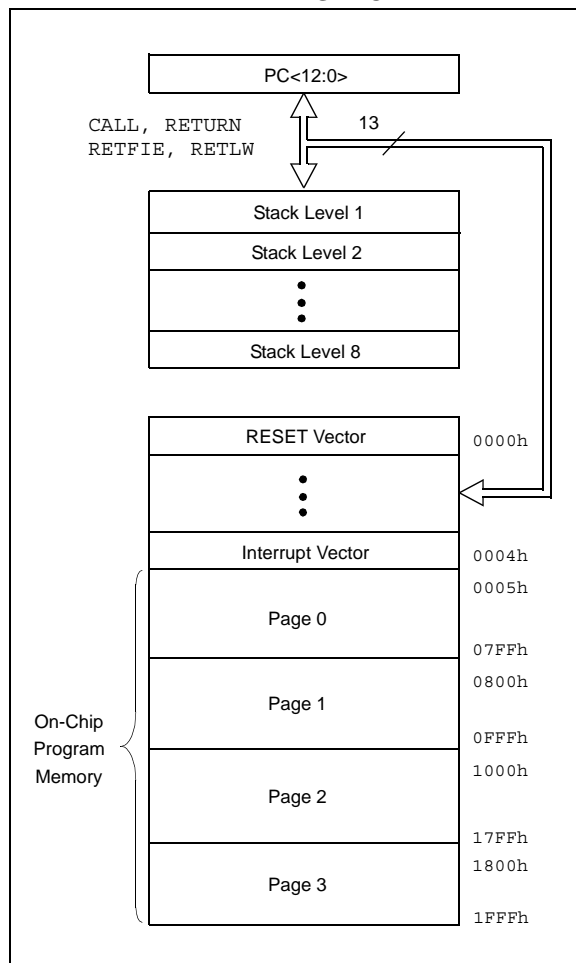 PC<12:0>
CALL, RETURN
RETFIE, RETLW
13
Stack Level 1
Stack Level 2
Stack Level 8
RESET Vector
0000h
Interrupt Vector
0004h
0005h
Page 0
07FFh
0800h
Page 1
0FFFh
On-Chip
Program
Memory
1000h
Page 2
17FFh
1800h
Page 3
1FFFh